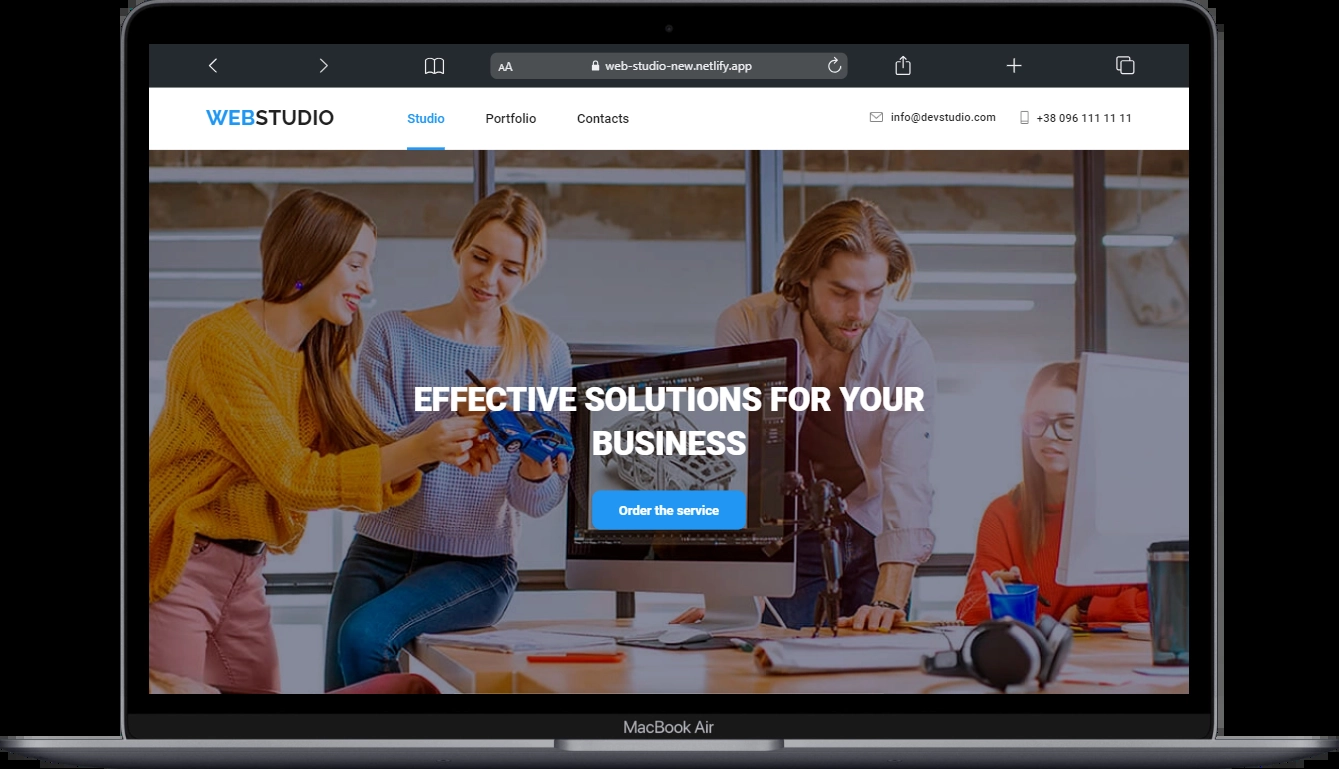 AA web-studio-new.netlify.app
WEBSTUDIO Studio Portfolio Contacts info@devstudio.com +38 096 111 11 11
EFFECTIVE SOLUTIONS FOR YOUR
BUSINESS
Order the service
MacBook Air